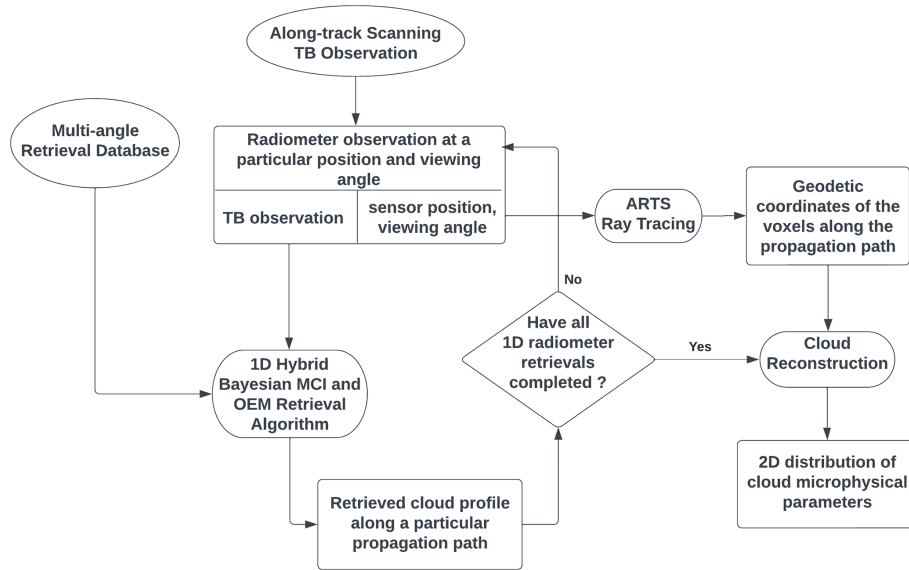 Along-track Scanning
TB Observation
Multi-angle
Retrieval Database
Radiometer observation at a
particular position and viewing
angle
TB observation
sensor position,
viewing angle
ARTS
Ray Tracing
Geodetic
coordinates of the
voxels along the
propagation path
No
Have all
1D radiometer
retrievals
completed ?
Yes
Cloud
Reconstruction
1D Hybrid
Bayesian MCI and
OEM Retrieval
Algorithm
2D distribution of
cloud microphysical
parameters
Retrieved cloud profile
along a particular
propagation path